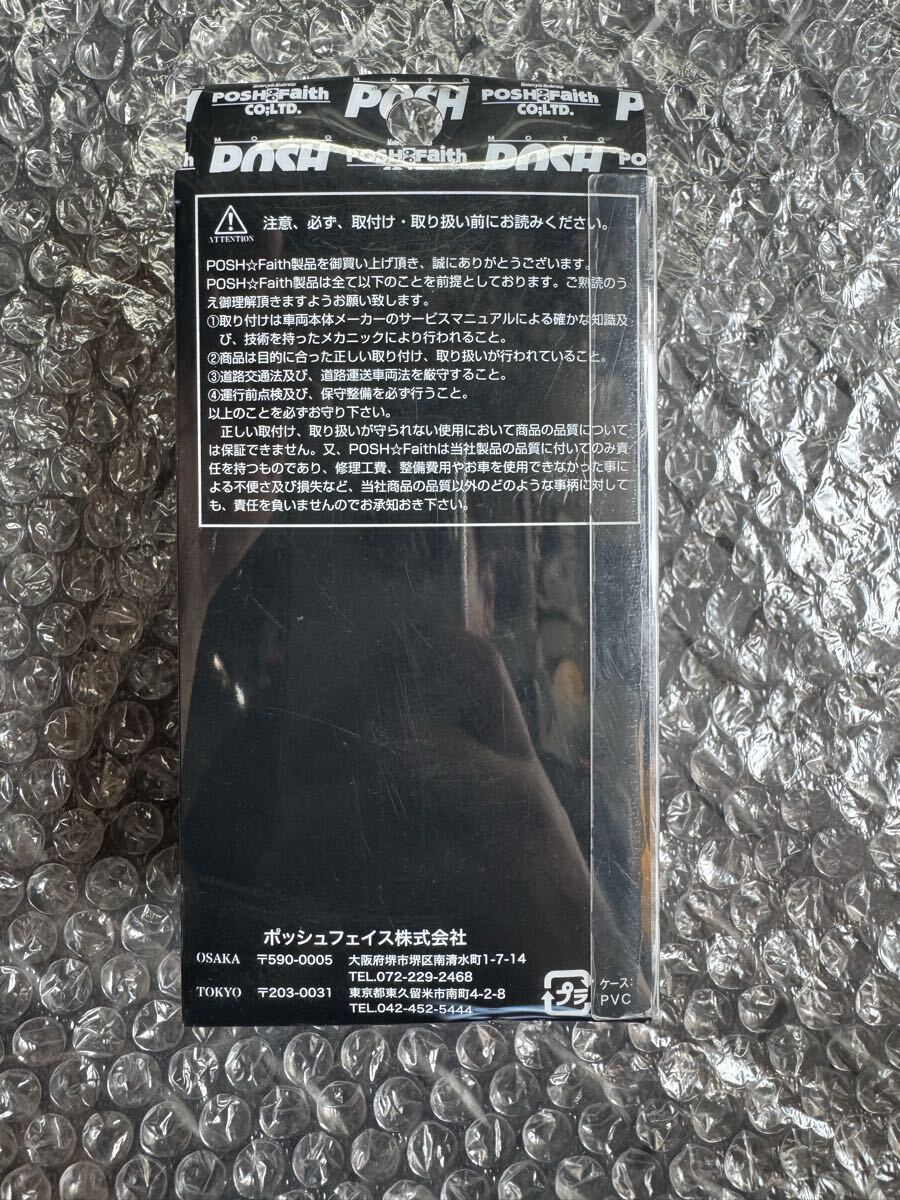 MOTO
Motorcycle Modernize
POSH☆Faith
CO;LTD.
POSH
Motorcycle Modernize
POSH☆Faith
CO;LTD.
P
MOTO
POSH
POSH☆Faith
MOTO
POSH
PO
ATTENTION
注意、必ず、取付け・取り扱い前にお読みください。
POSH☆Faith製品を御買い上げ頂き、誠にありがとうございます。
POSH☆Faith製品は全て以下のことを前提としております。ご熟読のう
え御理解頂きますようお願い致します。
①取り付けは車両本体メーカーのサービスマニュアルによる確かな知識及
び、技術を持ったメカニックにより行われること。
②商品は目的に合った正しい取り付け、取り扱いが行われていること。
③道路交通法及び、道路運送車両法を厳守すること。
④運行前点検及び、保守整備を必ず行うこと。
以上のことを必ずお守り下さい。
正しい取付け、取り扱いが守られない使用において商品の品質については
は保証できません。又、POSH☆Faithは当社製品の品質に付いてのみ責
任を持つものであり、修理工費、整備費用やお車を使用できなかった事に
よる不便さ及び損失など、当社商品の品質以外のどのような事柄に対して
も、責任を負いませんのでお承知おき下さい。
ポッシュフェイス株式会社
OSAKA 〒590-0005 大阪府堺市堺区南清水町1-7-14
TEL.072-229-2468
TOKYO 〒203-0031 東京都東久留米市南町4-2-8
TEL.042-452-5444
プラ
ケース:
PVC